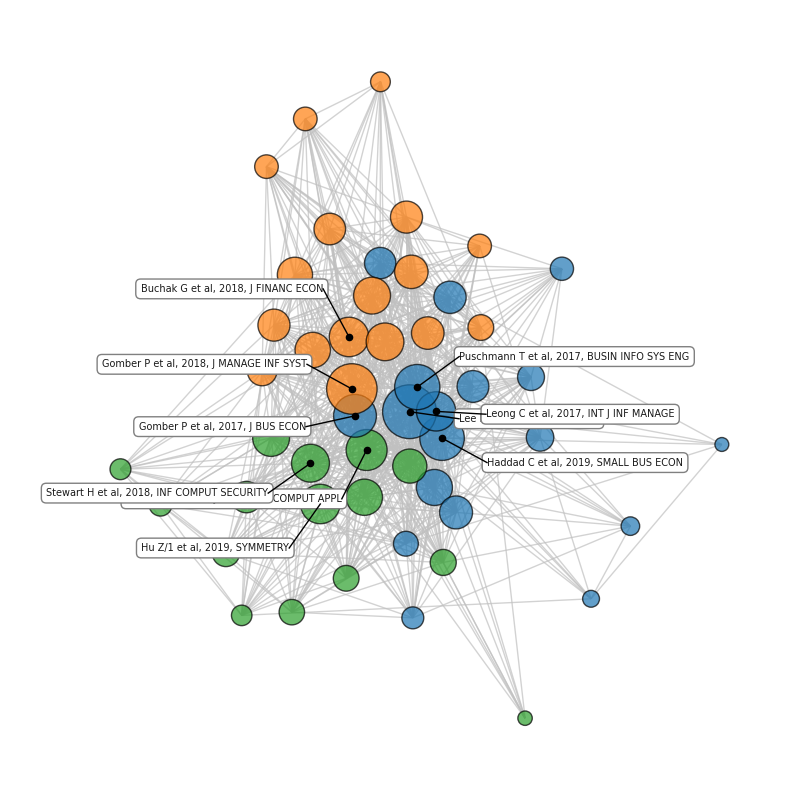 Buchak G et al, 2018, J FINANC ECON
Puschmann T et al, 2017, BUSIN INFO SYS ENG
Gomber P et al, 2018, J MANAGE INF SYST
Leong C et al, 2017, INT J INF MANAGE
Lee
Gomber P et al, 2017, J BUS ECON
Haddad C et al, 2019, SMALL BUS ECON
Stewart H et al, 2018, INF COMPUT SECURITY
COMPUT APPL
Hu Z/1 et al, 2019, SYMMETRY